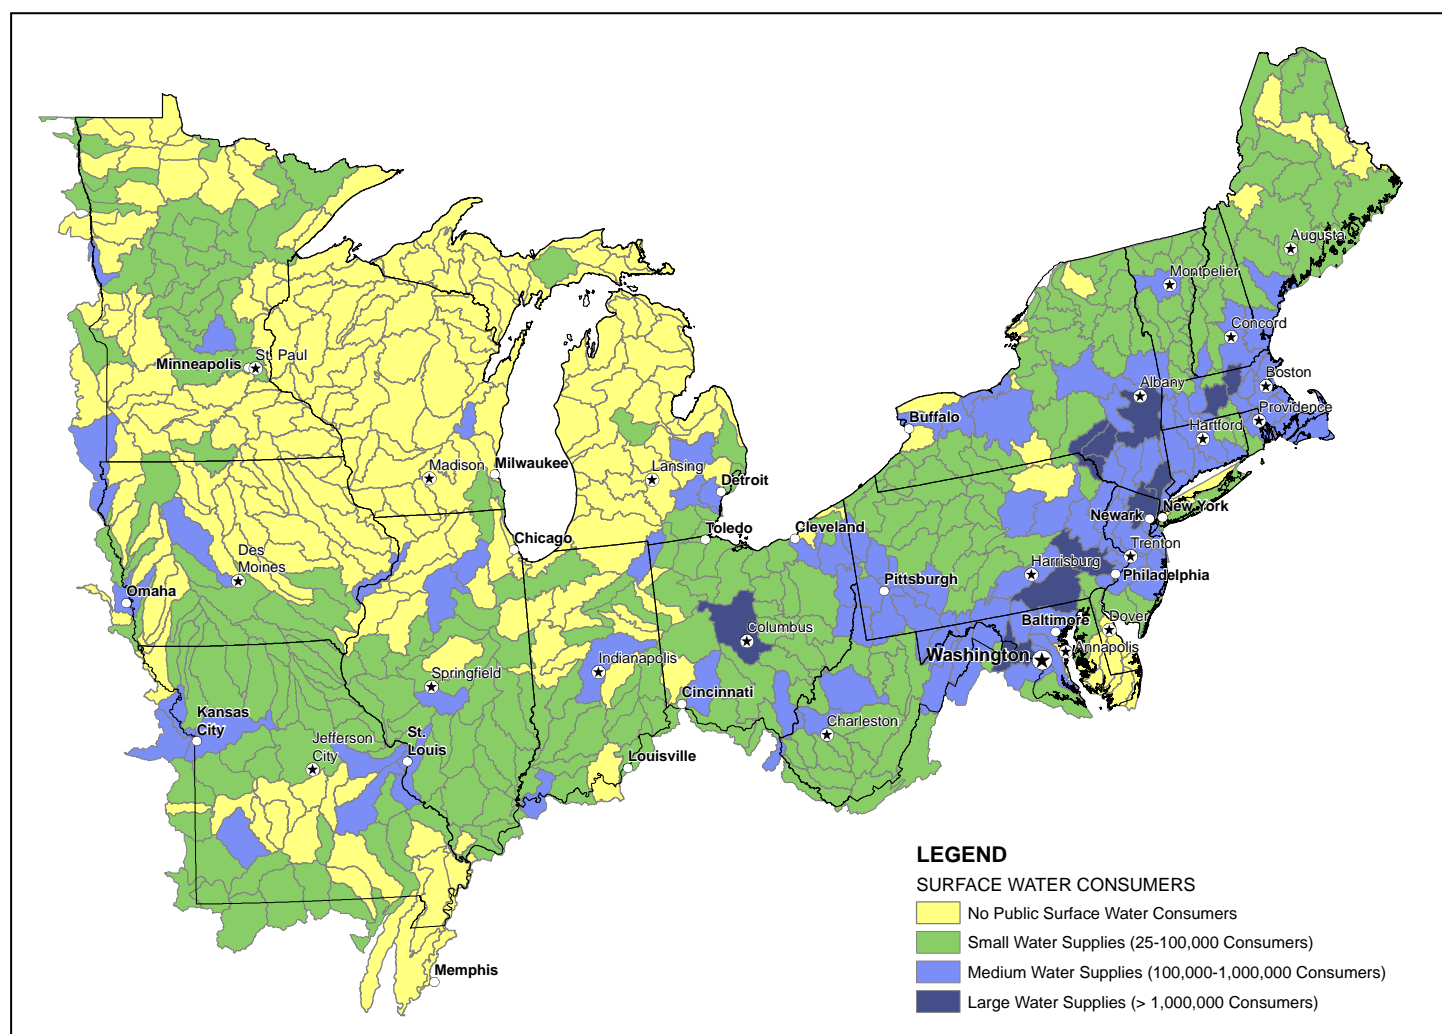 Augusta
Montpelier
Concord
St. Paul
Minneapolis
Albany
Boston
Buffalo
Providence
Hartford
Madison
Milwaukee
Lansing
Detroit
New York
Newark
Toledo
Cleveland
Chicago
Trenton
Des
Moines
Harrisburg
Pittsburgh
Philadelphia
Omaha
Dover
Baltimore
Columbus
Annapolis
Washington
Indianapolis
Springfield
Cincinnati
Kansas
City
Charleston
Jefferson
City
St.
Louis
Louisville
Memphis
LEGEND
SURFACE WATER CONSUMERS
No Public Surface Water Consumers
Small Water Supplies (25-100,000 Consumers)
Medium Water Supplies (100,000-1,000,000 Consumers)
Large Water Supplies (> 1,000,000 Consumers)